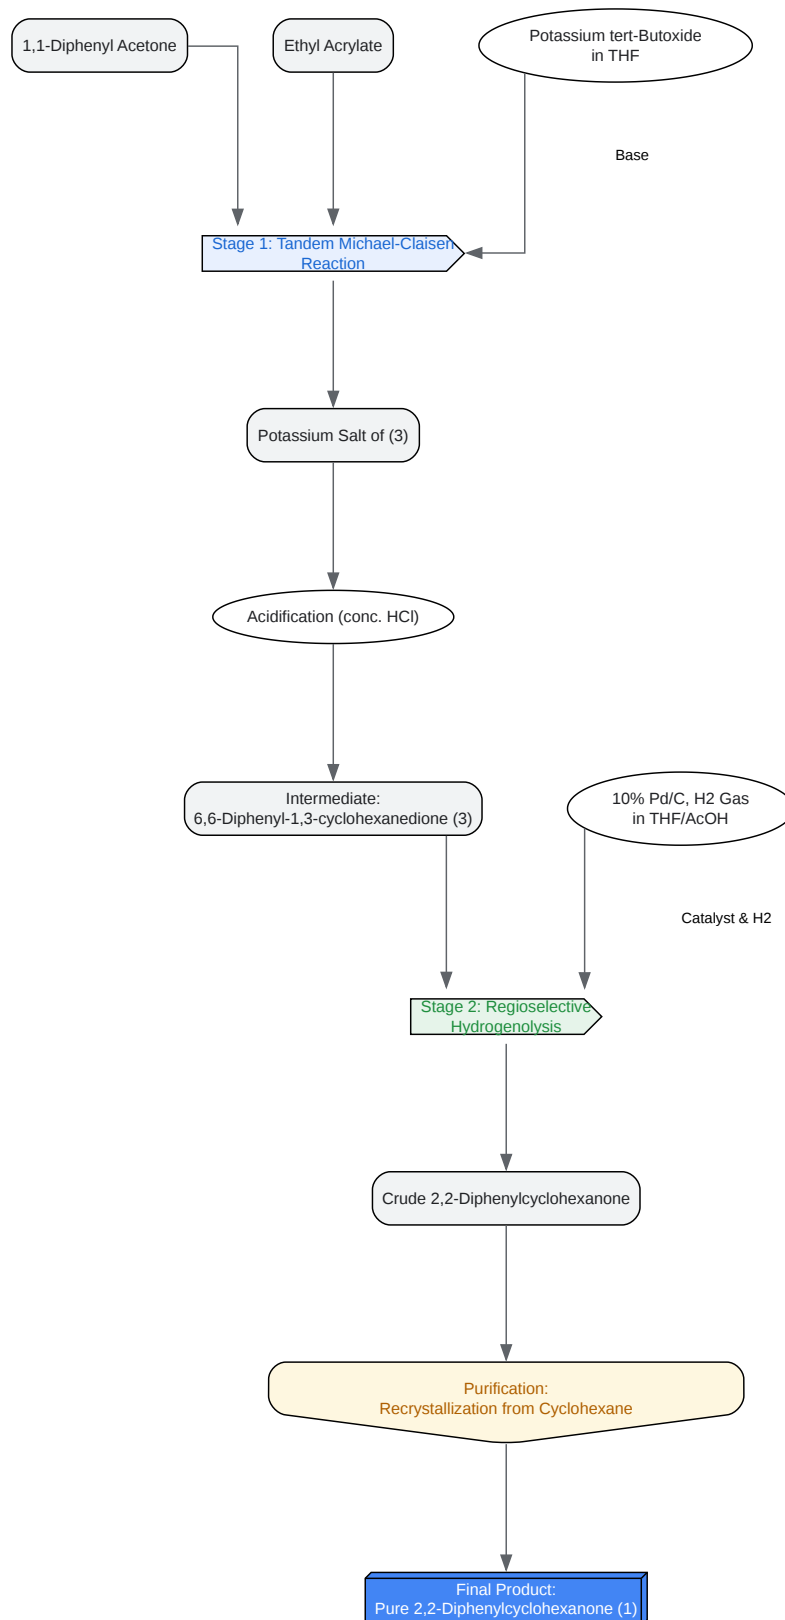 1,1-Diphenyl Acetone
Ethyl Acrylate
Potassium tert-Butoxide
in THF
Base
Stage 1: Tandem Michael-Claisen
Reaction
Potassium Salt of (3)
Acidification (conc. HCl)
Intermediate:
6,6-Diphenyl-1,3-cyclohexanedione (3)
10% Pd/C, H2 Gas
in THF/AcOH
Catalyst & H2
Stage 2: Regioselective
Hydrogenolysis
Crude 2,2-Diphenylcyclohexanone
Purification:
Recrystallization from Cyclohexane
Final Product:
Pure 2,2-Diphenylcyclohexanone (1)